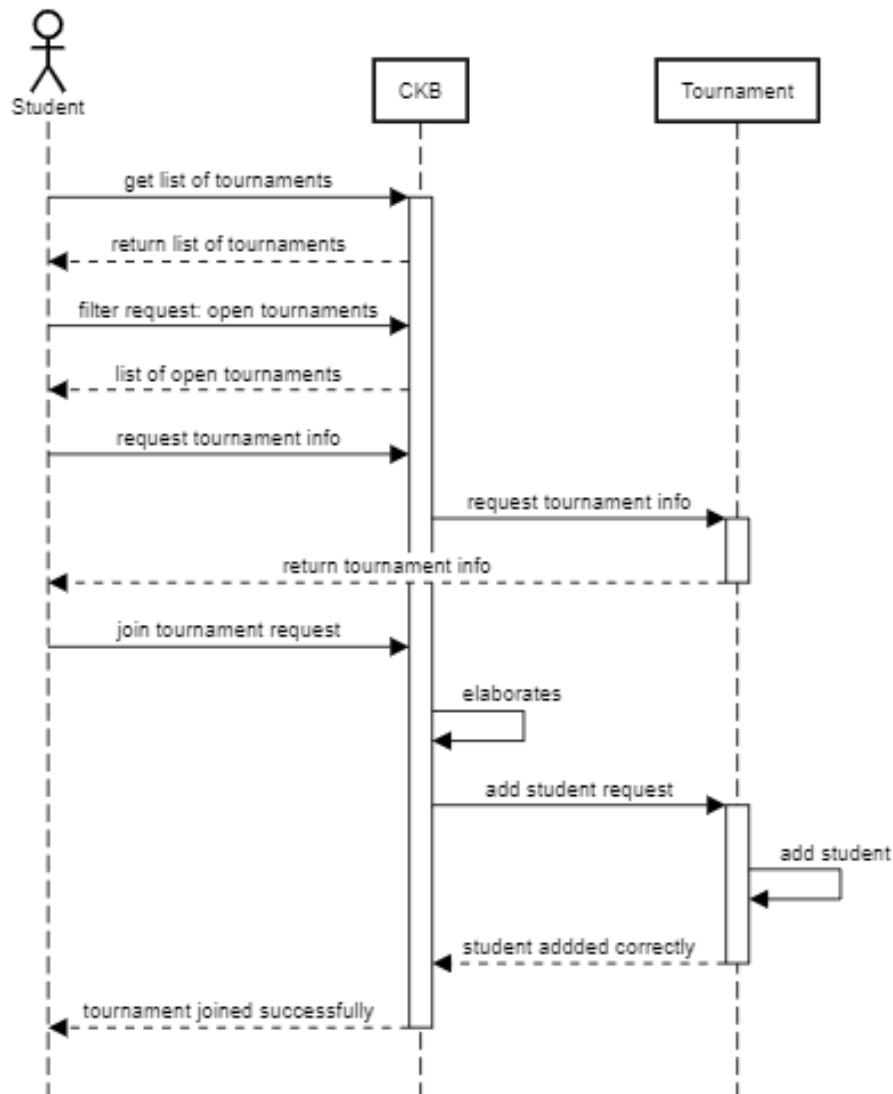 Student
CKB
Tournament
get list of tournaments
return list of tournaments
filter request: open tournaments
list of open tournaments
request tournament info
request tournament info
return tournament info
join tournament request
elaborates
add student request
add student
student addded correctly
tournament joined successfully